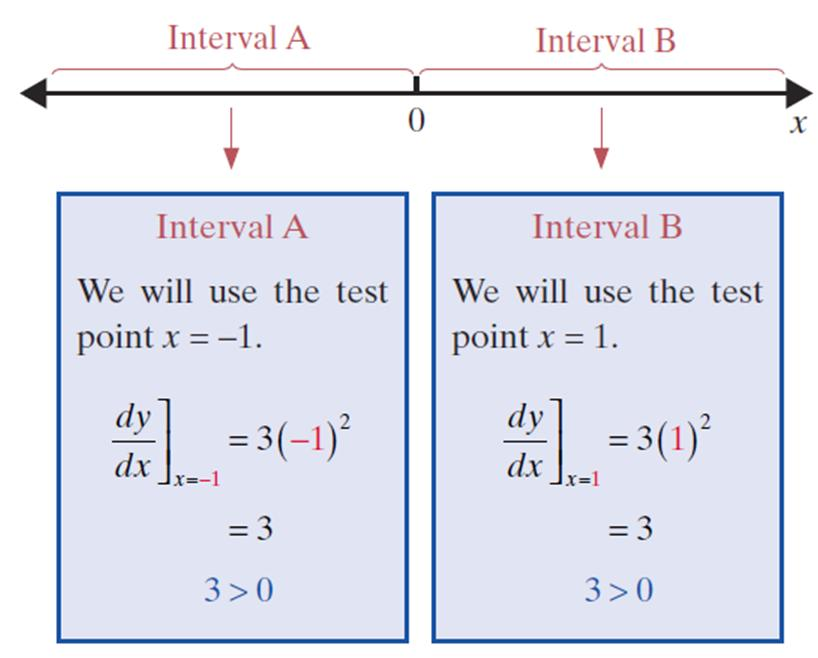 Interval A
Interval B
0
x
Interval A
We will use the test
point x = –1.
dy/dx]x=–1 = 3(–1)²
= 3
3 > 0
Interval B
We will use the test
point x = 1.
dy/dx]x=1 = 3(1)²
= 3
3 > 0